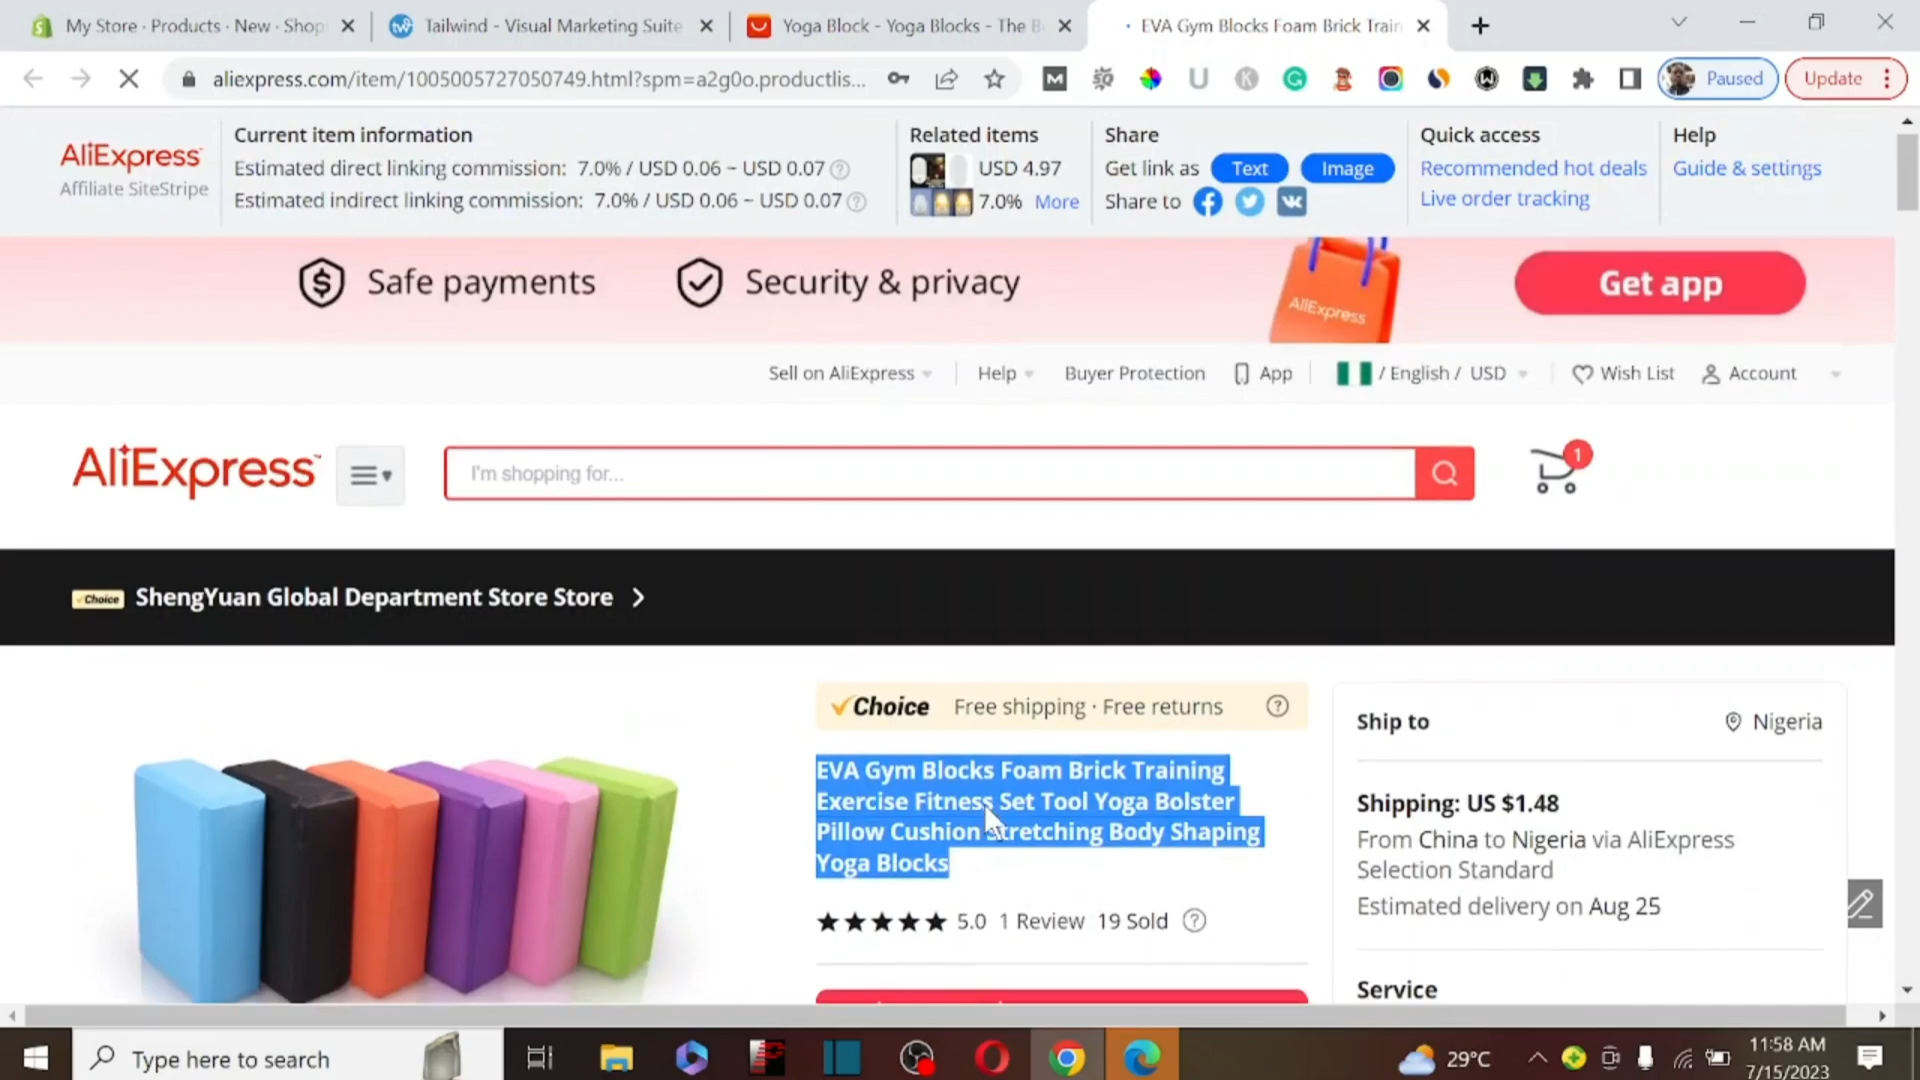 My Store · Products · New · Shop
Tailwind - Visual Marketing Suite
Yoga Block - Yoga Blocks - The B
EVA Gym Blocks Foam Brick Train
aliexpress.com/item/1005005727050749.html?spm=a2g0o.productlis...
Paused
Update
AliExpress
Affiliate SiteStripe
Current item information
Estimated direct linking commission: 7.0% / USD 0.06 ~ USD 0.07
Estimated indirect linking commission: 7.0% / USD 0.06 ~ USD 0.07
Related items
USD 4.97
7.0% More
Share
Get link as Text Image
Share to
Quick access
Recommended hot deals
Live order tracking
Help
Guide & settings
Safe payments
Security & privacy
AliExpress
Get app
Sell on AliExpress
Help
Buyer Protection
App
/ English / USD
Wish List
Account
AliExpress
I'm shopping for...
1
Choice ShengYuan Global Department Store Store
Choice Free shipping · Free returns
EVA Gym Blocks Foam Brick Training
Exercise Fitness Set Tool Yoga Bolster
Pillow Cushion Stretching Body Shaping
Yoga Blocks
5.0 1 Review 19 Sold
Ship to
Nigeria
Shipping: US $1.48
From China to Nigeria via AliExpress
Selection Standard
Estimated delivery on Aug 25
Service
Type here to search
29°C
11:58 AM
7/15/2023